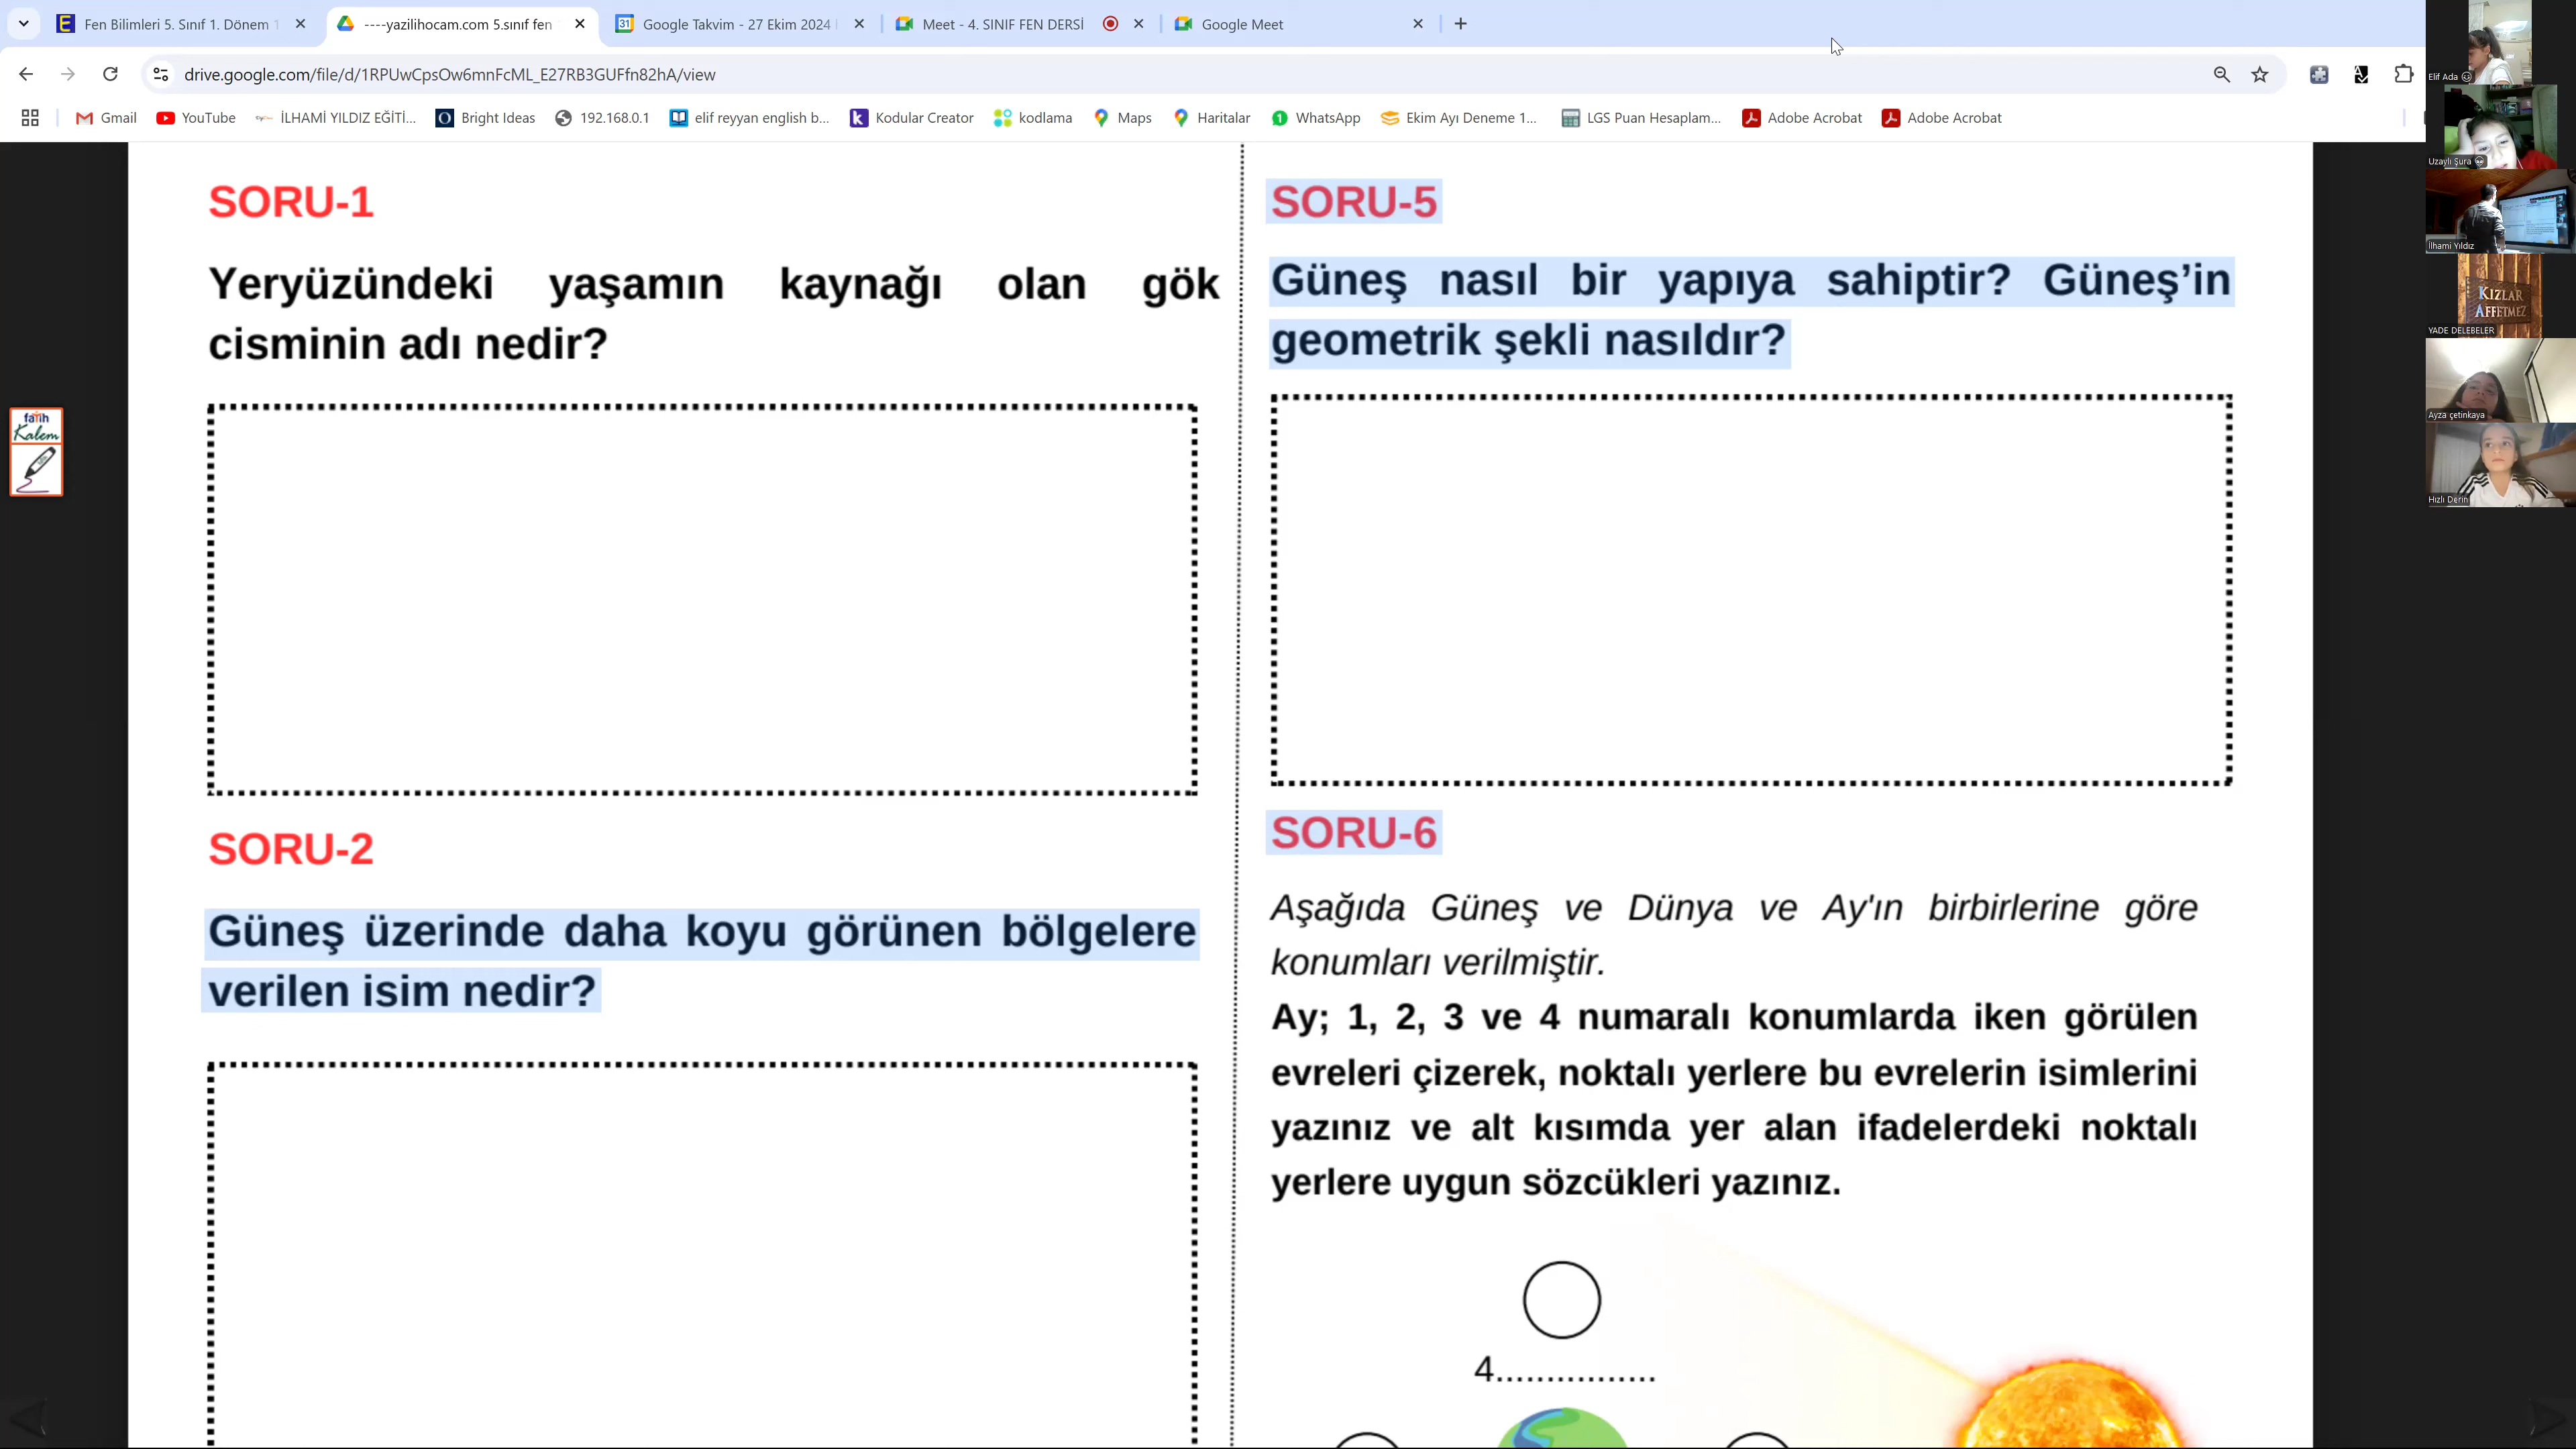 Fen Bilimleri 5. Sınıf 1. Dönem
----yazilihocam.com 5.sınıf fen
Google Takvim - 27 Ekim 2024
Meet - 4. SINIF FEN DERSİ
Google Meet
drive.google.com/file/d/1RPUwCpsOw6mnFcML_E27RB3GUFfn82hA/view
Gmail
YouTube
İLHAMİ YILDIZ EĞİTİ...
Bright Ideas
192.168.0.1
elif reyyan english b...
Kodular Creator
kodlama
Maps
Haritalar
WhatsApp
Ekim Ayı Deneme 1...
LGS Puan Hesaplam...
Adobe Acrobat
Adobe Acrobat
fatih
Kalem
SORU-1
Yeryüzündeki yaşamın kaynağı olan gök
cisminin adı nedir?
SORU-2
Güneş üzerinde daha koyu görünen bölgelere
verilen isim nedir?
SORU-5
Güneş nasıl bir yapıya sahiptir? Güneş’in
geometrik şekli nasıldır?
SORU-6
Aşağıda Güneş ve Dünya ve Ay'ın birbirlerine göre
konumları verilmiştir.
Ay; 1, 2, 3 ve 4 numaralı konumlarda iken görülen
evreleri çizerek, noktalı yerlere bu evrelerin isimlerini
yazınız ve alt kısımda yer alan ifadelerdeki noktalı
yerlere uygun sözcükleri yazınız.
4................
Elif Ada
Uzaylı Şura
İlhami Yıldız
KIZLAR
AFFETMEZ
YADE DELEBELER
Ayza çetinkaya
Hızlı Derin